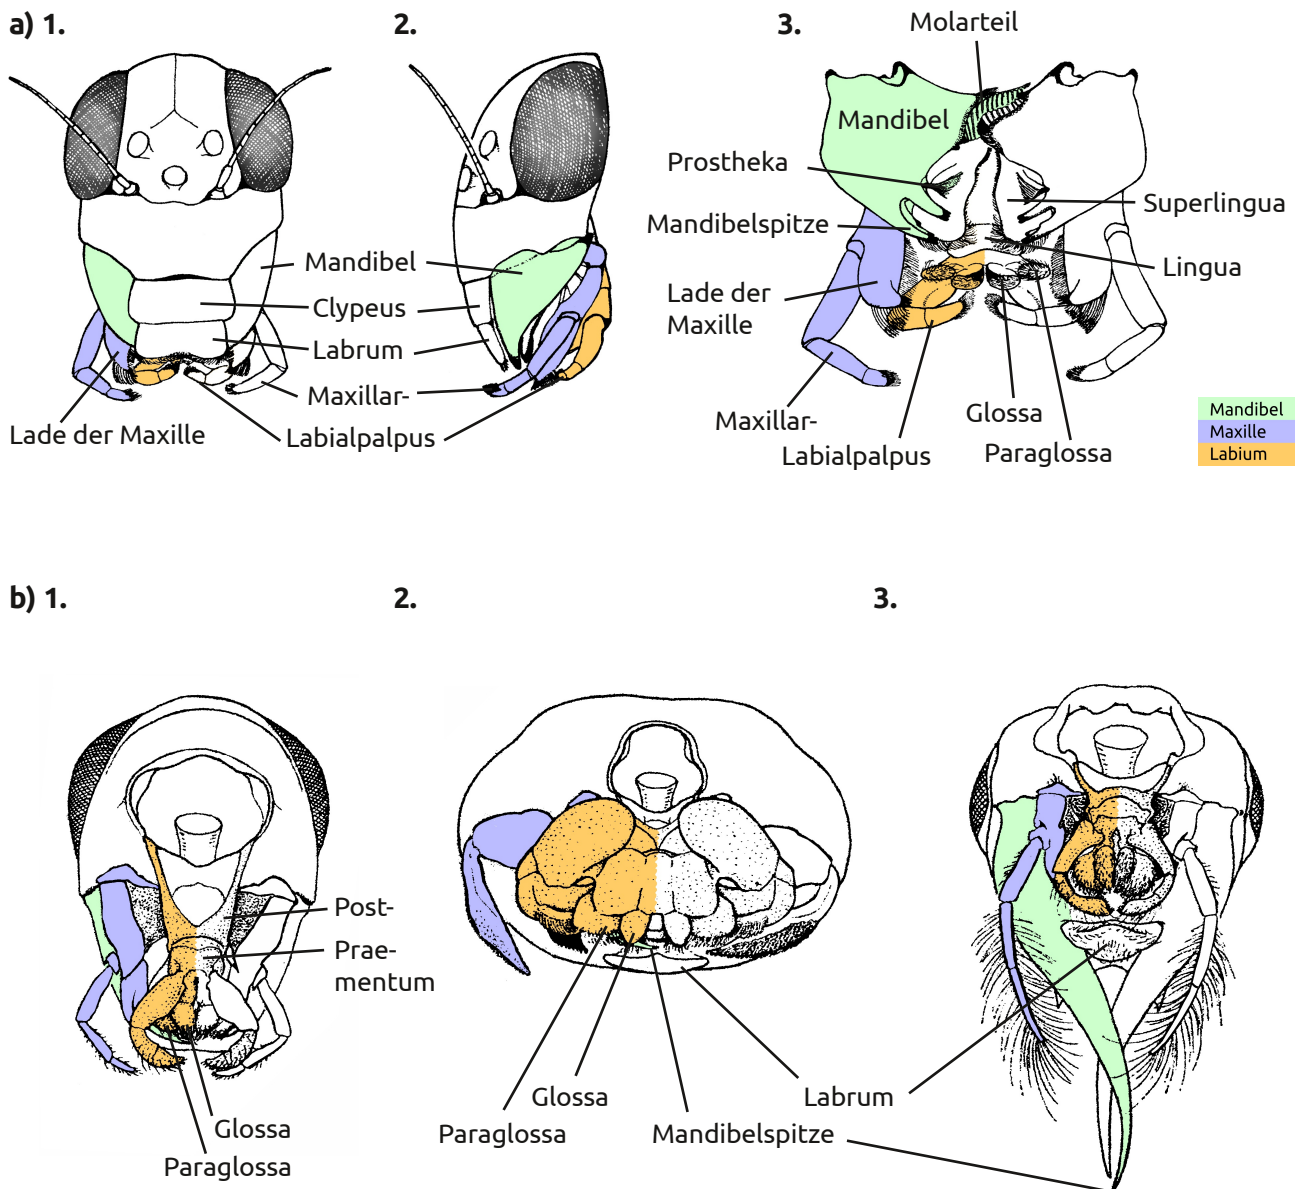 a) 1.
2.
3.
Molarteil
Mandibel
Prostheka
Mandibelspitze
Superlingua
Lingua
Lade der
Maxille
Mandibel
Clypeus
Labrum
Maxillar-
Labialpalpus
Lade der Maxille
Maxillar-
Labialpalpus
Glossa
Paraglossa
Mandibel
Maxille
Labium
b) 1.
2.
3.
Post-
Prae-
mentum
Glossa
Paraglossa
Glossa
Paraglossa
Labrum
Mandibelspitze